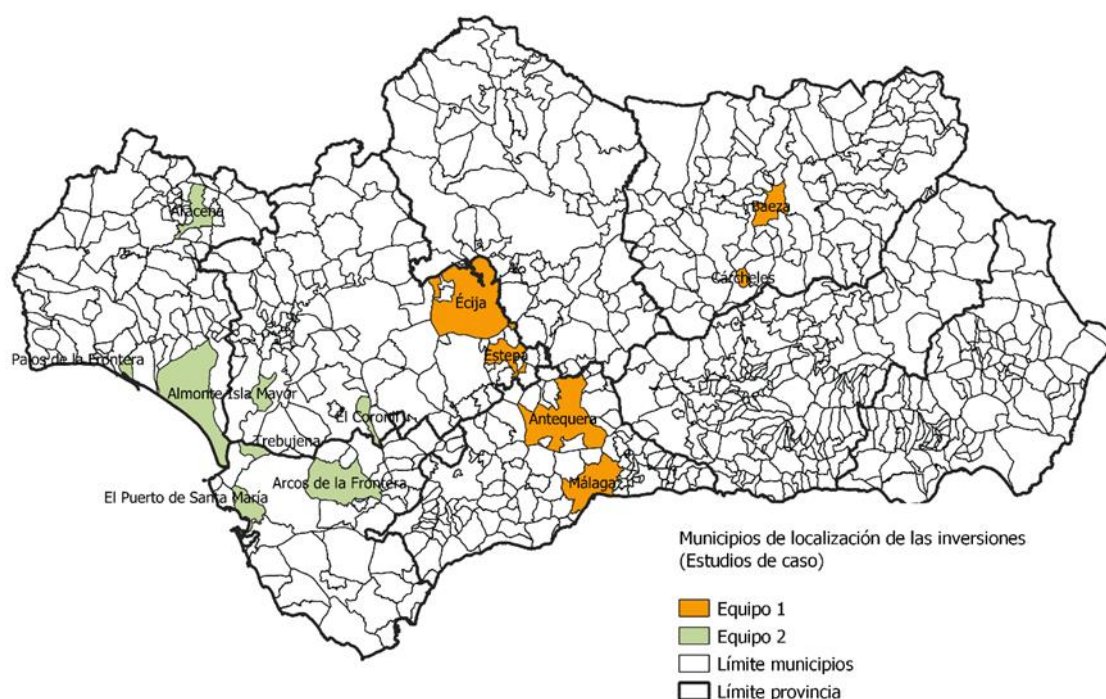 Aracena
Baeza
Cárcheles
Écija
Estepa
Palos de la Frontera
Almonte
Isla Mayor
El Coronil
Antequera
Trebujena
Arcos de la Frontera
Málaga
El Puerto de Santa María
Municipios de localización de las inversiones
(Estudios de caso)
Equipo 1
Equipo 2
Límite municipios
Límite provincia